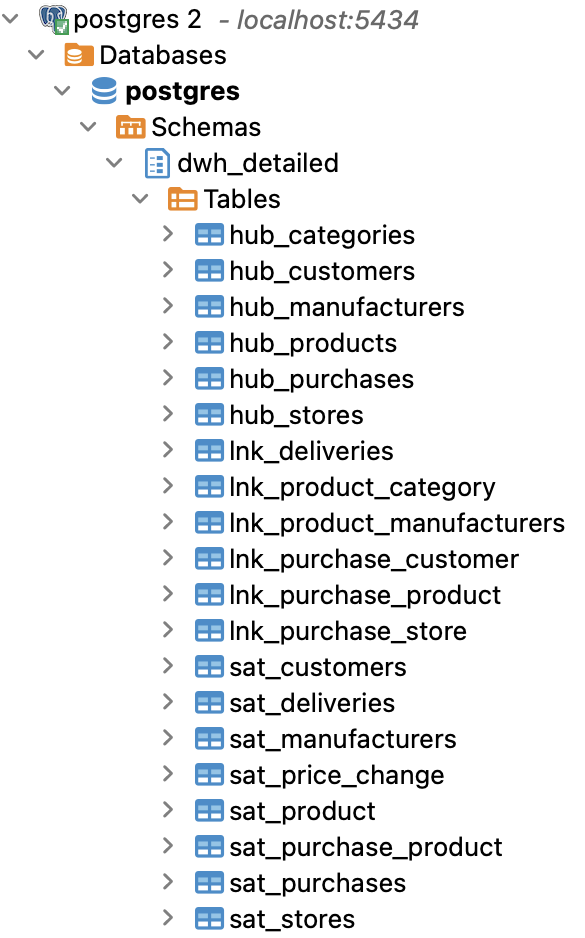 postgres 2 - localhost:5434
Databases
postgres
Schemas
dwh_detailed
Tables
hub_categories
hub_customers
hub_manufacturers
hub_products
hub_purchases
hub_stores
lnk_deliveries
lnk_product_category
lnk_product_manufacturers
lnk_purchase_customer
lnk_purchase_product
lnk_purchase_store
sat_customers
sat_deliveries
sat_manufacturers
sat_price_change
sat_product
sat_purchase_product
sat_purchases
sat_stores